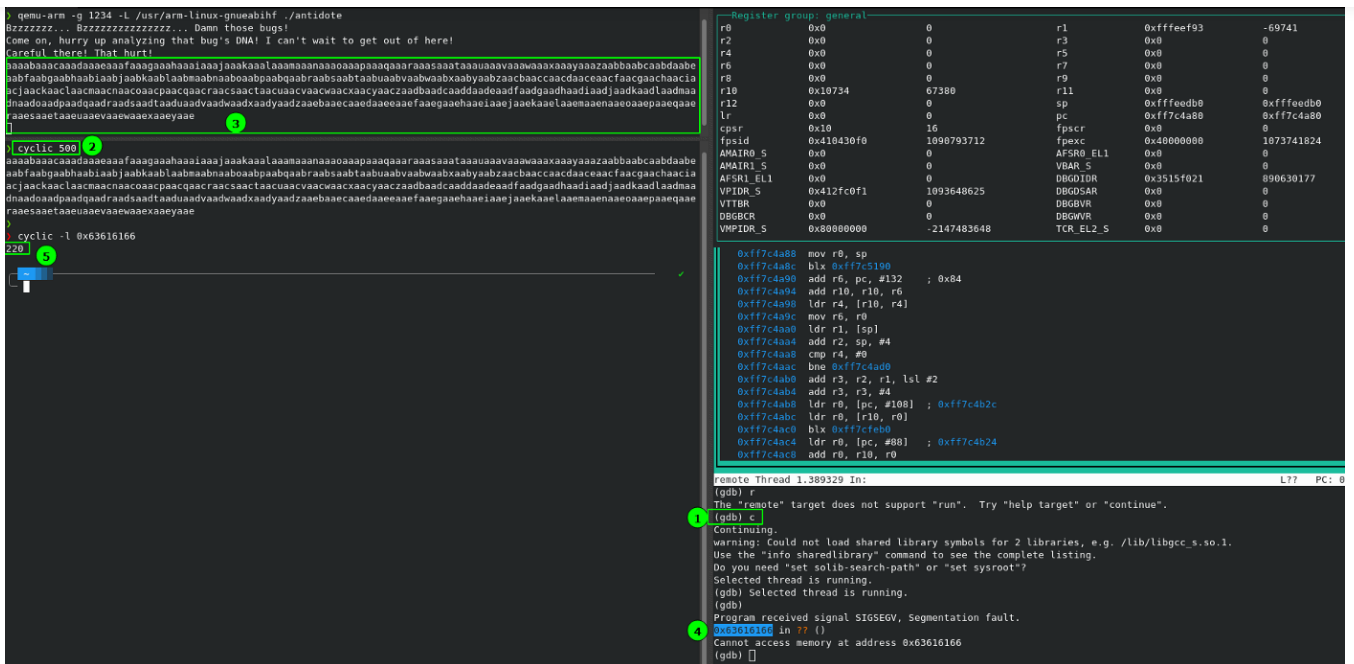 ❯ qemu-arm -g 1234 -L /usr/arm-linux-gnueabihf ./antidote
Bzzzzzzz... Bzzzzzzzzzzzzzzz... Damn those bugs!
Come on, hurry up analyzing that bug's DNA! I can't wait to get out of here!
Careful there! That hurt!
aaaabaaacaaadaaaeaaafaaagaaahaaaiaaajaaakaaalaaamaaanaaaoaaapaaaqaaaraaasaaataaauaaavaaawaaaxaaayaaazaabbaabcaabdaabe
aabfaabgaabhaabiaabjaabkaablaabmaabnaaboaabpaabqaabraabsaabtaabuaabvaabwaabxaabyaabzaacbaaccaacdaaceaacfaacgaachaacia
acjaackaaclaacmaacnaacoaacpaacqaacraacsaactaacuaacvaacwaacxaacyaaczaadbaadcaaddaadeaadfaadgaadhaadiaadjaadkaadlaadmaa
dnaadoaadpaadqaadraadsaadtaaduaadvaadwaadxaadyaadzaaebaaecaaedaaeeaaefaaegaaehaaeiaaejaaekaaelaaemaaenaaeoaaepaaeqaae
raaesaaetaaeuaaevaaewaaexaaeyaae
3
❯ cyclic 500
2
aaaabaaacaaadaaaeaaafaaagaaahaaaiaaajaaakaaalaaamaaanaaaoaaapaaaqaaaraaasaaataaauaaavaaawaaaxaaayaaazaabbaabcaabdaabe
aabfaabgaabhaabiaabjaabkaablaabmaabnaaboaabpaabqaabraabsaabtaabuaabvaabwaabxaabyaabzaacbaaccaacdaaceaacfaacgaachaacia
acjaackaaclaacmaacnaacoaacpaacqaacraacsaactaacuaacvaacwaacxaacyaaczaadbaadcaaddaadeaadfaadgaadhaadiaadjaadkaadlaadmaa
dnaadoaadpaadqaadraadsaadtaaduaadvaadwaadxaadyaadzaaebaaecaaedaaeeaaefaaegaaehaaeiaaejaaekaaelaaemaaenaaeoaaepaaeqaae
raaesaaetaaeuaaevaaewaaexaaeyaae
❯
❯ cyclic -l 0x63616166
220
5
~ ✔
Register group: general
r0 0x0 0 r1 0xfffeef93 -69741
r2 0x0 0 r3 0x0 0
r4 0x0 0 r5 0x0 0
r6 0x0 0 r7 0x0 0
r8 0x0 0 r9 0x0 0
r10 0x10734 67380 r11 0x0 0
r12 0x0 0 sp 0xfffeedb0 0xfffeedb0
lr 0x0 0 pc 0xff7c4a80 0xff7c4a80
cpsr 0x10 16 fpscr 0x0 0
fpsid 0x410430f0 1090793712 fpexc 0x40000000 1073741824
AMAIR0_S 0x0 0 AFSR0_EL1 0x0 0
AMAIR1_S 0x0 0 VBAR_S 0x0 0
AFSR1_EL1 0x0 0 DBGDIDR 0x3515f021 890630177
VPIDR_S 0x412fc0f1 1093648625 DBGDSAR 0x0 0
VTTBR 0x0 0 DBGBVR 0x0 0
DBGBCR 0x0 0 DBGWVR 0x0 0
VMPIDR_S 0x80000000 -2147483648 TCR_EL2_S 0x0 0
0xff7c4a88 mov r0, sp
0xff7c4a8c blx 0xff7c5190
0xff7c4a90 add r6, pc, #132 ; 0x84
0xff7c4a94 add r10, r10, r6
0xff7c4a98 ldr r4, [r10, r4]
0xff7c4a9c mov r6, r0
0xff7c4aa0 ldr r1, [sp]
0xff7c4aa4 add r2, sp, #4
0xff7c4aa8 cmp r4, #0
0xff7c4aac bne 0xff7c4ad0
0xff7c4ab0 add r3, r2, r1, lsl #2
0xff7c4ab4 add r3, r3, #4
0xff7c4ab8 ldr r0, [pc, #108] ; 0xff7c4b2c
0xff7c4abc ldr r0, [r10, r0]
0xff7c4ac0 blx 0xff7cfeb0
0xff7c4ac4 ldr r0, [pc, #88] ; 0xff7c4b24
0xff7c4ac8 add r0, r10, r0
remote Thread 1.389329 In: L?? PC: 0
(gdb) r
The "remote" target does not support "run". Try "help target" or "continue".
1
(gdb) c
Continuing.
warning: Could not load shared library symbols for 2 libraries, e.g. /lib/libgcc_s.so.1.
Use the "info sharedlibrary" command to see the complete listing.
Do you need "set solib-search-path" or "set sysroot"?
Selected thread is running.
(gdb) Selected thread is running.
(gdb)
Program received signal SIGSEGV, Segmentation fault.
4
0x63616166 in ?? ()
Cannot access memory at address 0x63616166
(gdb)